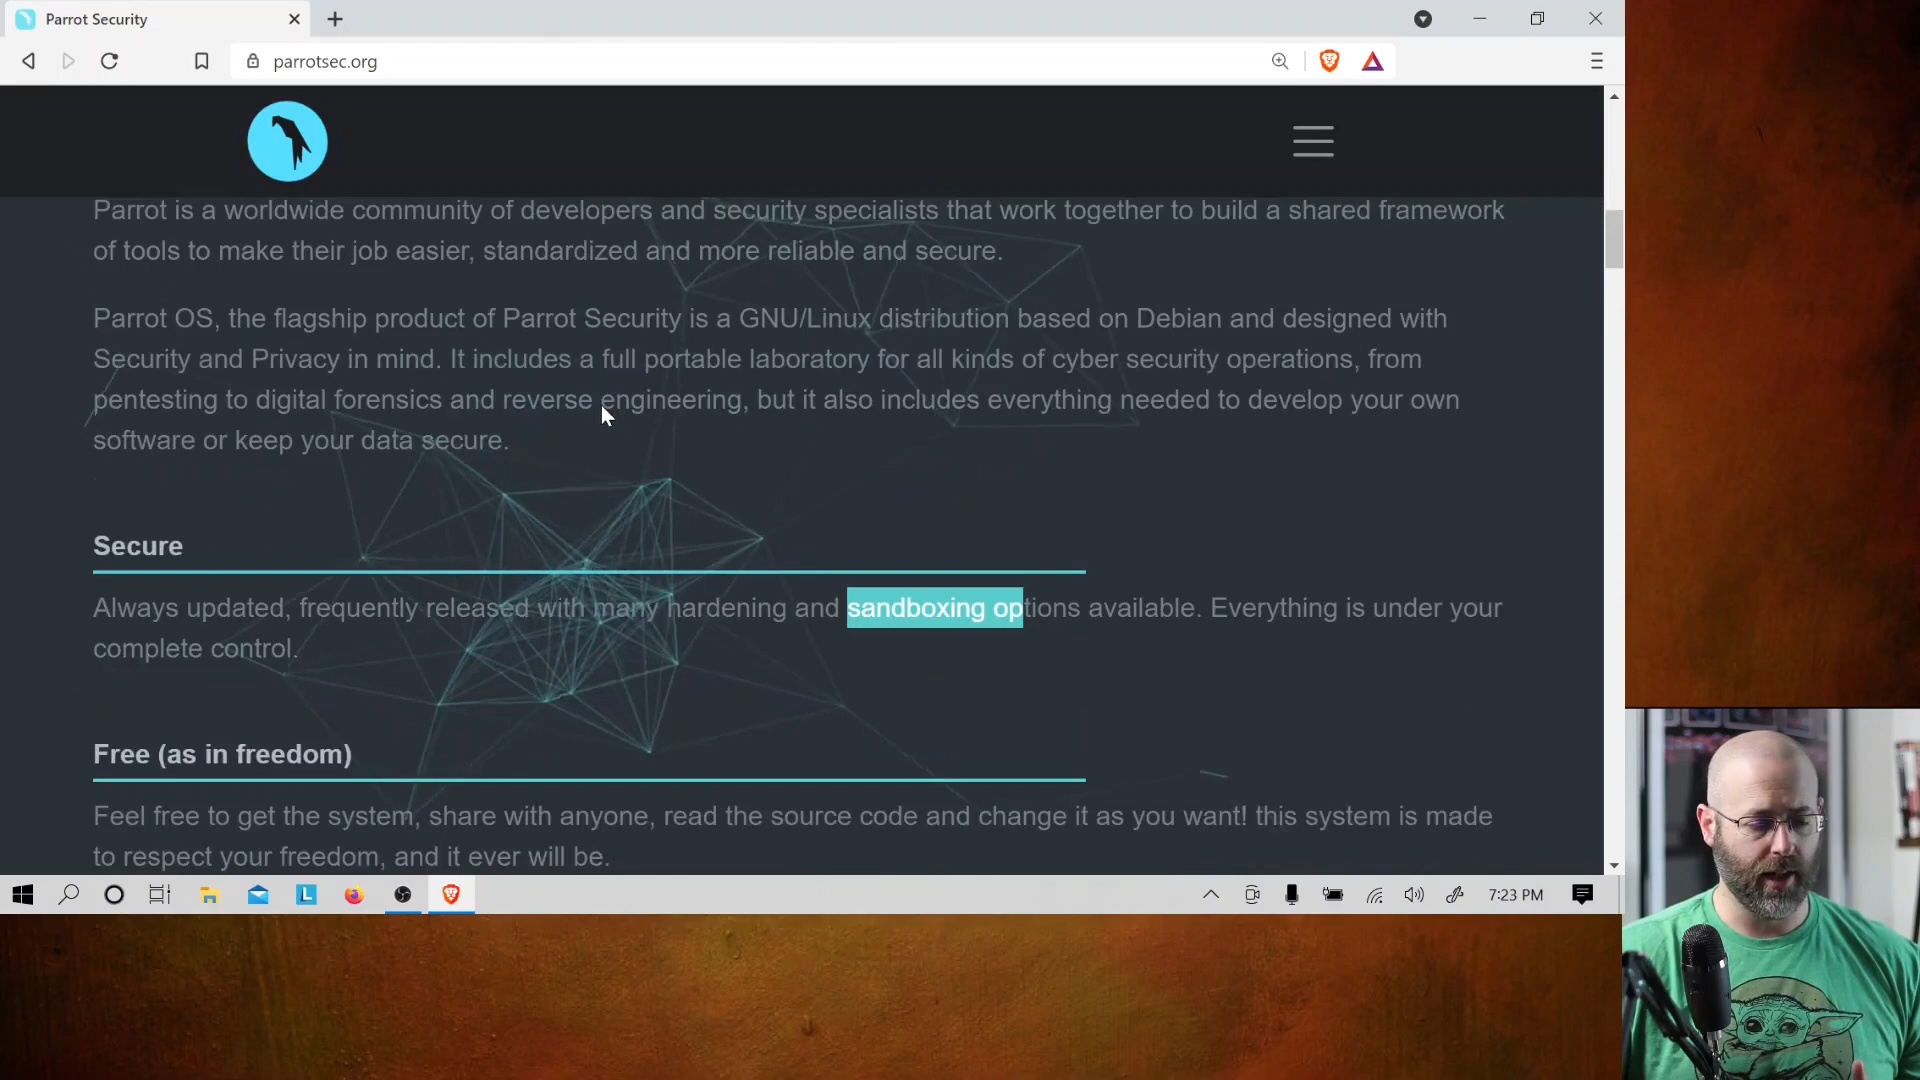 Parrot Security
parrotsec.org
Parrot is a worldwide community of developers and security specialists that work together to build a shared framework
of tools to make their job easier, standardized and more reliable and secure.
Parrot OS, the flagship product of Parrot Security is a GNU/Linux distribution based on Debian and designed with
Security and Privacy in mind. It includes a full portable laboratory for all kinds of cyber security operations, from
pentesting to digital forensics and reverse engineering, but it also includes everything needed to develop your own
software or keep your data secure.
Secure
Always updated, frequently released with many hardening and sandboxing options available. Everything is under your
complete control.
Free (as in freedom)
Feel free to get the system, share with anyone, read the source code and change it as you want! this system is made
to respect your freedom, and it ever will be.
L
7:23 PM